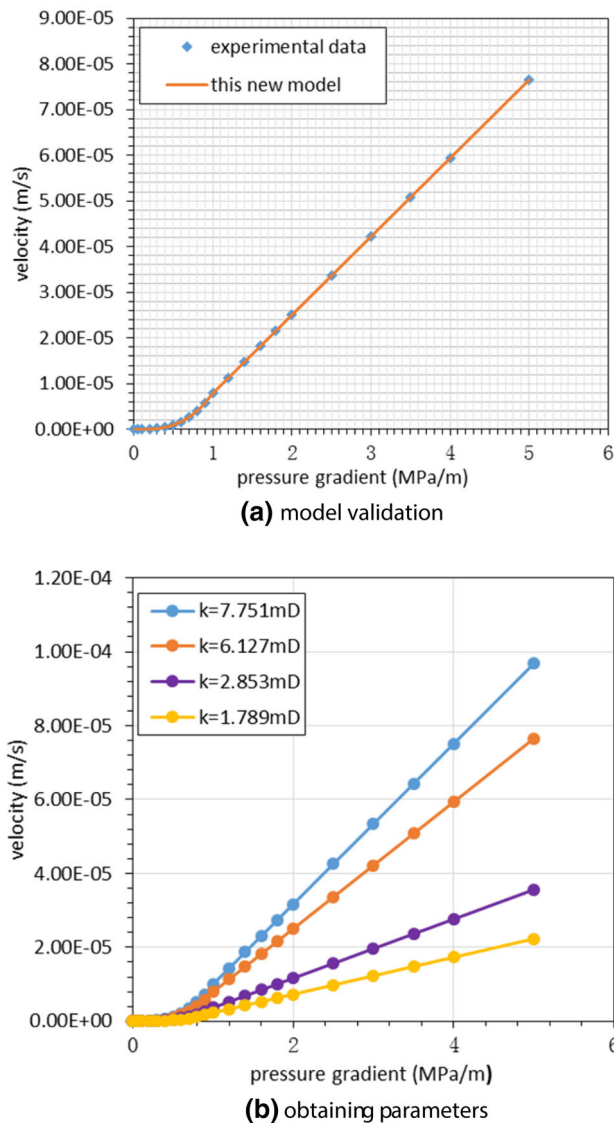 9.00E-05
8.00E-05
7.00E-05
6.00E-05
5.00E-05
4.00E-05
3.00E-05
2.00E-05
1.00E-05
0.00E+00
velocity (m/s)
experimental data
this new model
0 1 2 3 4 5 6
pressure gradient (MPa/m)
(a) model validation
1.20E-04
1.00E-04
8.00E-05
6.00E-05
4.00E-05
2.00E-05
0.00E+00
velocity (m/s)
k=7.751mD
k=6.127mD
k=2.853mD
k=1.789mD
0 2 4 6
pressure gradient (MPa/m)
(b) obtaining parameters